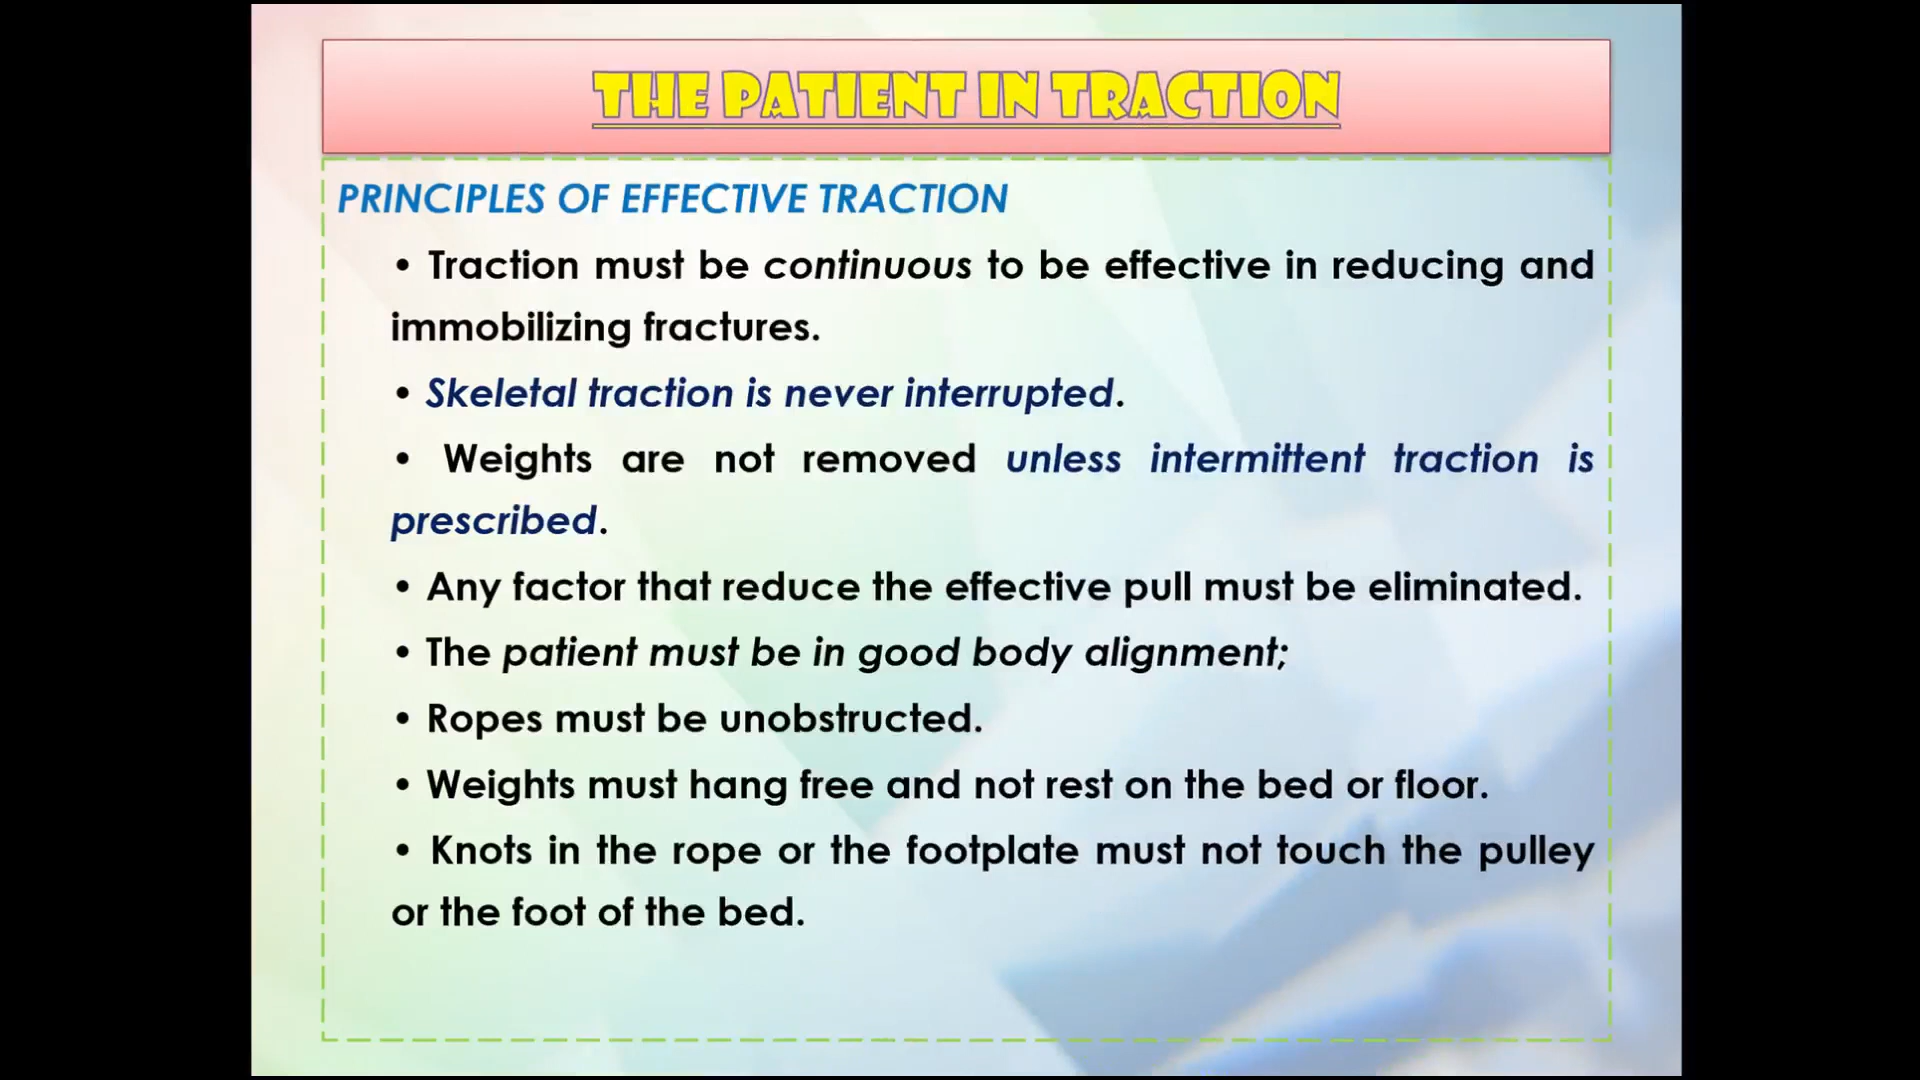 THE PATIENT IN TRACTION
PRINCIPLES OF EFFECTIVE TRACTION
• Traction must be continuous to be effective in reducing and
immobilizing fractures.
• Skeletal traction is never interrupted.
• Weights are not removed unless intermittent traction is
prescribed.
• Any factor that reduce the effective pull must be eliminated.
• The patient must be in good body alignment;
• Ropes must be unobstructed.
• Weights must hang free and not rest on the bed or floor.
• Knots in the rope or the footplate must not touch the pulley
or the foot of the bed.